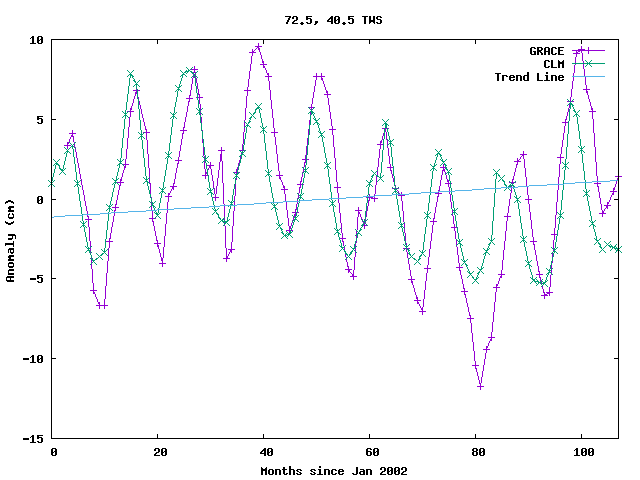 72.5, 40.5 TWS
10
5
0
-5
-10
-15
Anomaly (cm)
GRACE
CLM
Trend Line
0 20 40 60 80 100
Months since Jan 2002